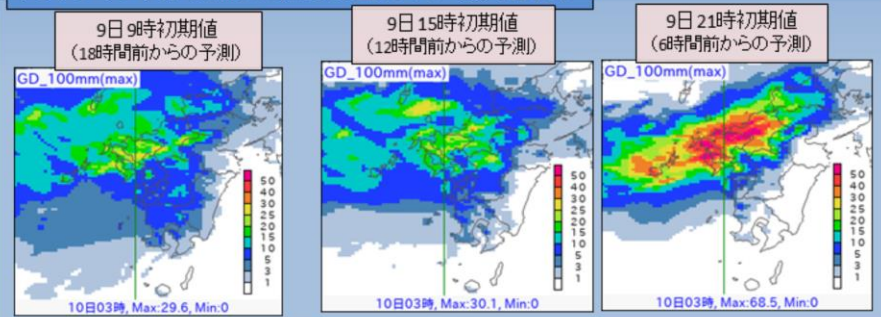 9日9時初期値
(18時間前からの予測)
9日15時初期値
(12時間前からの予測)
9日21時初期値
(6時間前からの予測)
GD_100mm(max)
50
40
30
25
20
15
10
5
3
1
10日03時, Max:29.6, Min:0
GD_100mm(max)
50
40
30
25
20
15
10
5
3
1
10日03時, Max:30.1, Min:0
GD_100mm(max)
50
40
30
25
20
15
10
5
3
1
10日03時, Max:68.5, Min:0